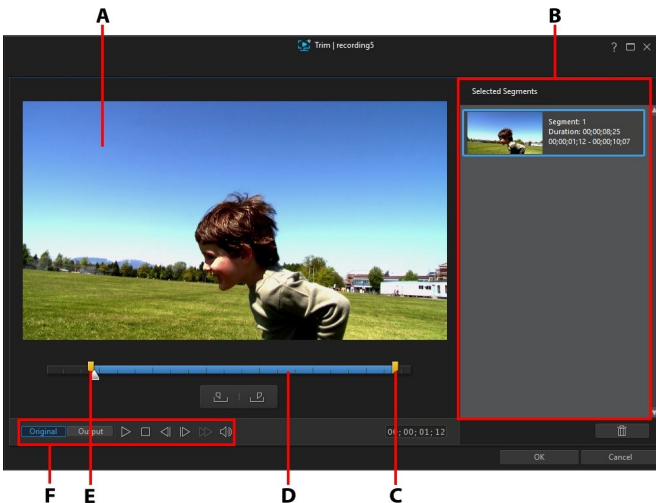 A
B
Trim | recording5
?
Selected Segments
Segment: 1
Duration: 00;00;08;25
00;00;01;12 - 00;00;10;07
Original Output
00; 00; 01; 12
OK Cancel
F E D C